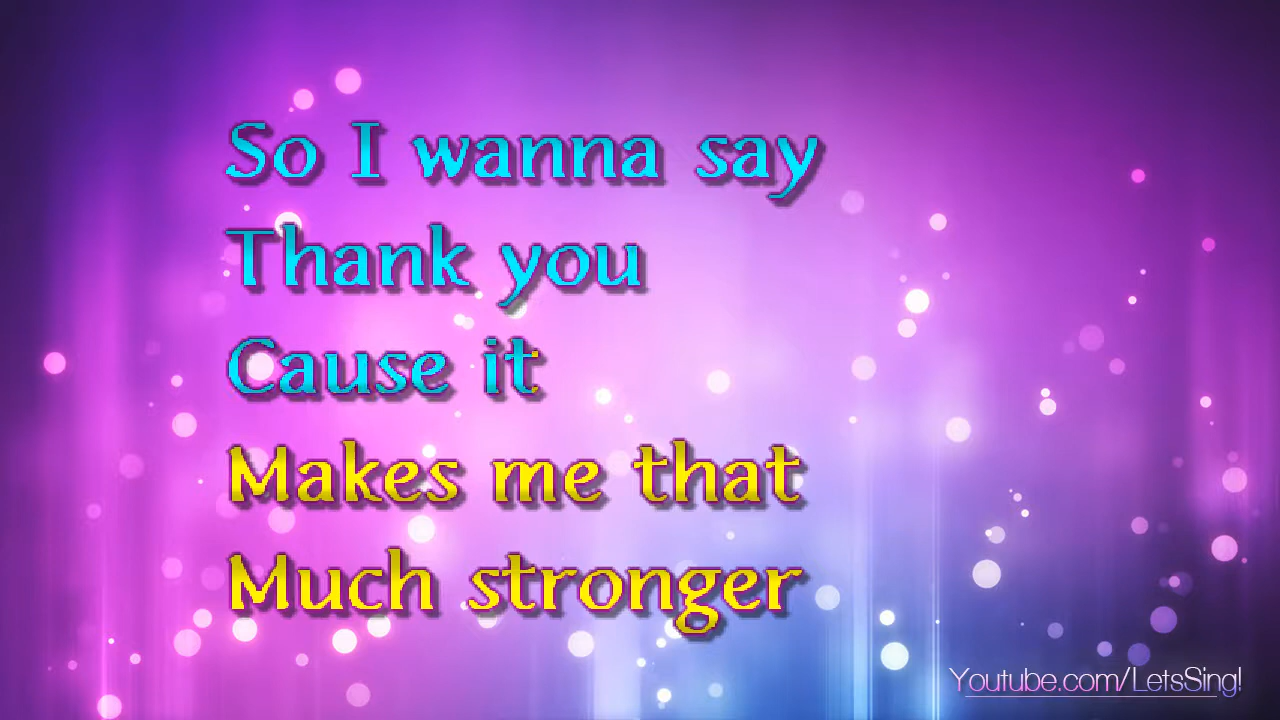 So I wanna say
Thank you
Cause it
Makes me that
Much stronger
Youtube.com/LetsSing!